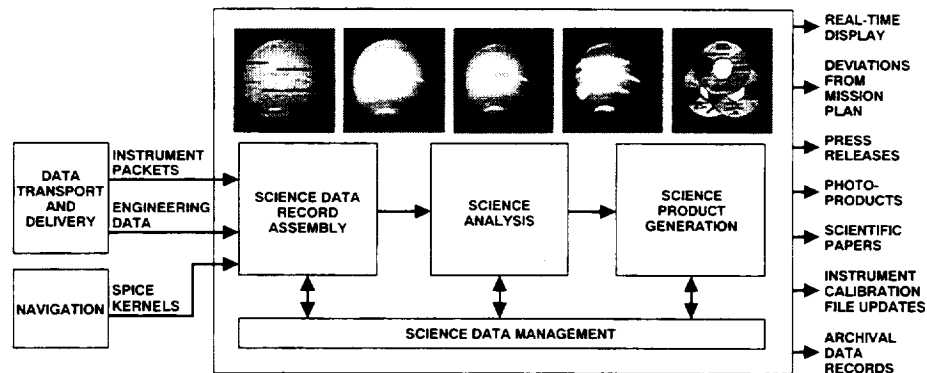 DATA
TRANSPORT
AND
DELIVERY
NAVIGATION
INSTRUMENT
PACKETS
ENGINEERING
DATA
SPICE
KERNELS
SCIENCE DATA
RECORD
ASSEMBLY
SCIENCE
ANALYSIS
SCIENCE
PRODUCT
GENERATION
SCIENCE DATA MANAGEMENT
REAL-TIME
DISPLAY
DEVIATIONS
FROM
MISSION
PLAN
PRESS
RELEASES
PHOTO-
PRODUCTS
SCIENTIFIC
PAPERS
INSTRUMENT
CALIBRATION
FILE UPDATES
ARCHIVAL
DATA
RECORDS